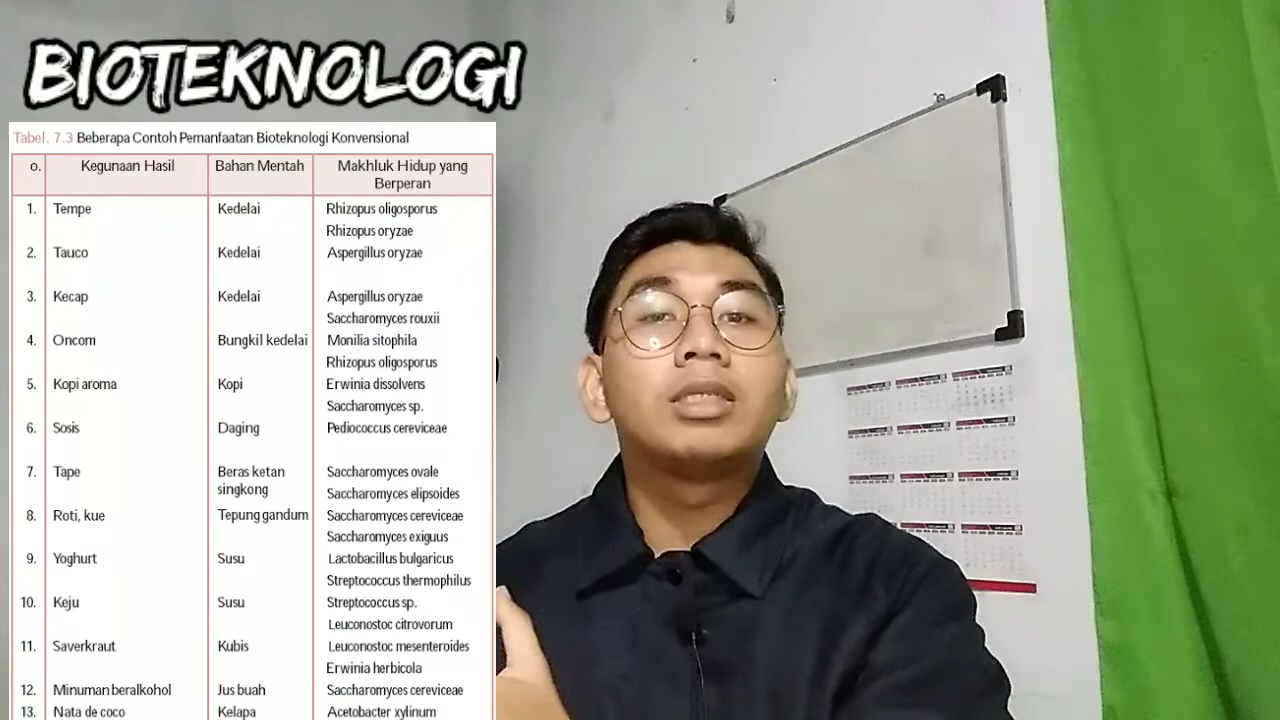 BIOTEKNOLOGI
Tabel. 7.3 Beberapa Contoh Pemanfaatan Bioteknologi Konvensional
o. Kegunaan Hasil Bahan Mentah Makhluk Hidup yang
Berperan
1. Tempe Kedelai Rhizopus oligosporus
Rhizopus oryzae
2. Tauco Kedelai Aspergillus oryzae
3. Kecap Kedelai Aspergillus oryzae
Saccharomyces rouxii
4. Oncom Bungkil kedelai Monilia sitophila
Rhizopus oligosporus
5. Kopi aroma Kopi Erwinia dissolvens
Saccharomyces sp.
6. Sosis Daging Pediococcus cereviceae
7. Tape Beras ketan Saccharomyces ovale
singkong Saccharomyces elipsoides
8. Roti, kue Tepung gandum Saccharomyces cereviceae
Saccharomyces exiguus
9. Yoghurt Susu Lactobacillus bulgaricus
Streptococcus thermophilus
10. Keju Susu Streptococcus sp.
Leuconostoc citrovorum
11. Saverkraut Kubis Leuconostoc mesenteroides
Erwinia herbicola
12. Minuman beralkohol Jus buah Saccharomyces cereviceae
13. Nata de coco Kelapa Acetobacter xylinum